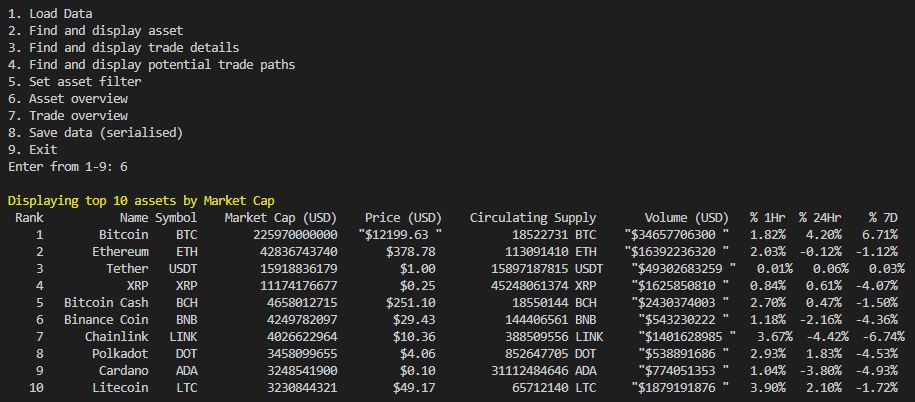 1. Load Data
2. Find and display asset
3. Find and display trade details
4. Find and display potential trade paths
5. Set asset filter
6. Asset overview
7. Trade overview
8. Save data (serialised)
9. Exit
Enter from 1-9: 6
Displaying top 10 assets by Market Cap
Rank Name Symbol Market Cap (USD) Price (USD) Circulating Supply Volume (USD) % 1Hr % 24Hr % 7D
1 Bitcoin BTC 225970000000 "$12199.63 " 18522731 BTC "$34657706300 " 1.82% 4.20% 6.71%
2 Ethereum ETH 42836743740 $378.78 113091410 ETH "$16392236320 " 2.03% -0.12% -1.12%
3 Tether USDT 15918836179 $1.00 15897187815 USDT "$49302683259 " 0.01% 0.06% 0.03%
4 XRP XRP 11174176677 $0.25 45248061374 XRP "$1625850810 " 0.84% 0.61% -4.07%
5 Bitcoin Cash BCH 4658012715 $251.10 18550144 BCH "$2430374003 " 2.70% 0.47% -1.50%
6 Binance Coin BNB 4249782097 $29.43 144406561 BNB "$543230222 " 1.18% -2.16% -4.36%
7 Chainlink LINK 4026622964 $10.36 388509556 LINK "$1401628985 " 3.67% -4.42% -6.74%
8 Polkadot DOT 3458099655 $4.06 852647705 DOT "$538891686 " 2.93% 1.83% -4.53%
9 Cardano ADA 3248541900 $0.10 31112484646 ADA "$774051353 " 1.04% -3.80% -4.93%
10 Litecoin LTC 3230844321 $49.17 65712140 LTC "$1879191876 " 3.90% 2.10% -1.72%